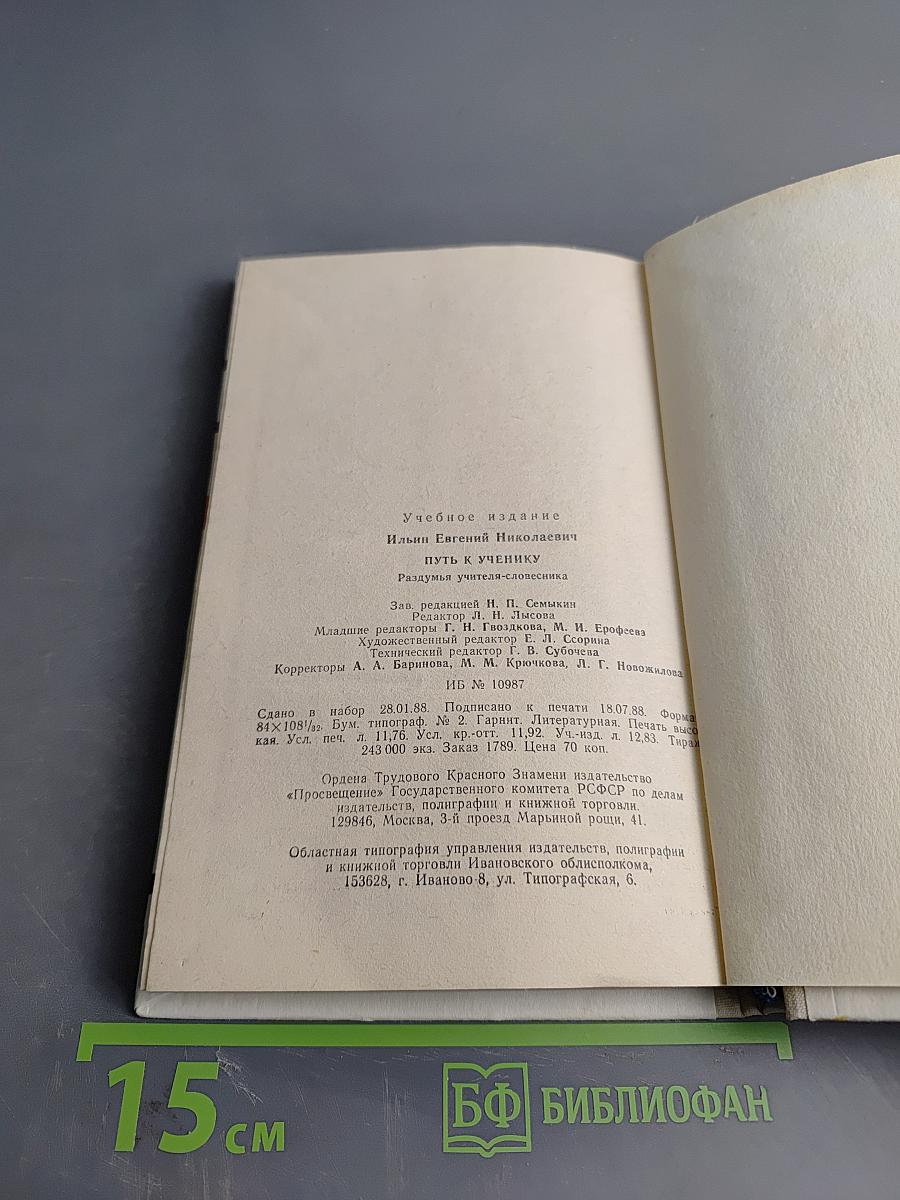 Учебное издание
Ильин Евгений Николаевич
ПУТЬ К УЧЕНИКУ
Раздумья учителя-словесника
Зав. редакцией Н. П. Семыкин
Редактор Л. Н. Лысова
Младшие редакторы Г. Н. Гвоздкова, М. И. Ерофеева
Художественный редактор Е. Л. Ссорина
Технический редактор Г. В. Субочева
Корректоры А. А. Баринова, М. М. Крючкова, Л. Г. Новожилова
ИБ № 10987
Сдано в набор 28.01.88. Подписано к печати 18.07.88. Форма
84×108 1/32. Бум. типограф. № 2. Гарнит. Литературная. Печать высо
кая. Усл. печ. л. 11,76. Усл. кр.-отт. 11,92. Уч.-изд. л. 12,83. Тираж
243 000 экз. Заказ 1789. Цена 70 коп.
Ордена Трудового Красного Знамени издательство
«Просвещение» Государственного комитета РСФСР по делам
издательств, полиграфии и книжной торговли.
129846, Москва, 3-й проезд Марьиной рощи, 41.
Областная типография управления издательств, полиграфии
и книжной торговли Ивановского облисполкома,
153628, г. Иваново-8, ул. Типографская, 6.
15 см
БФ БИБЛИОФАН